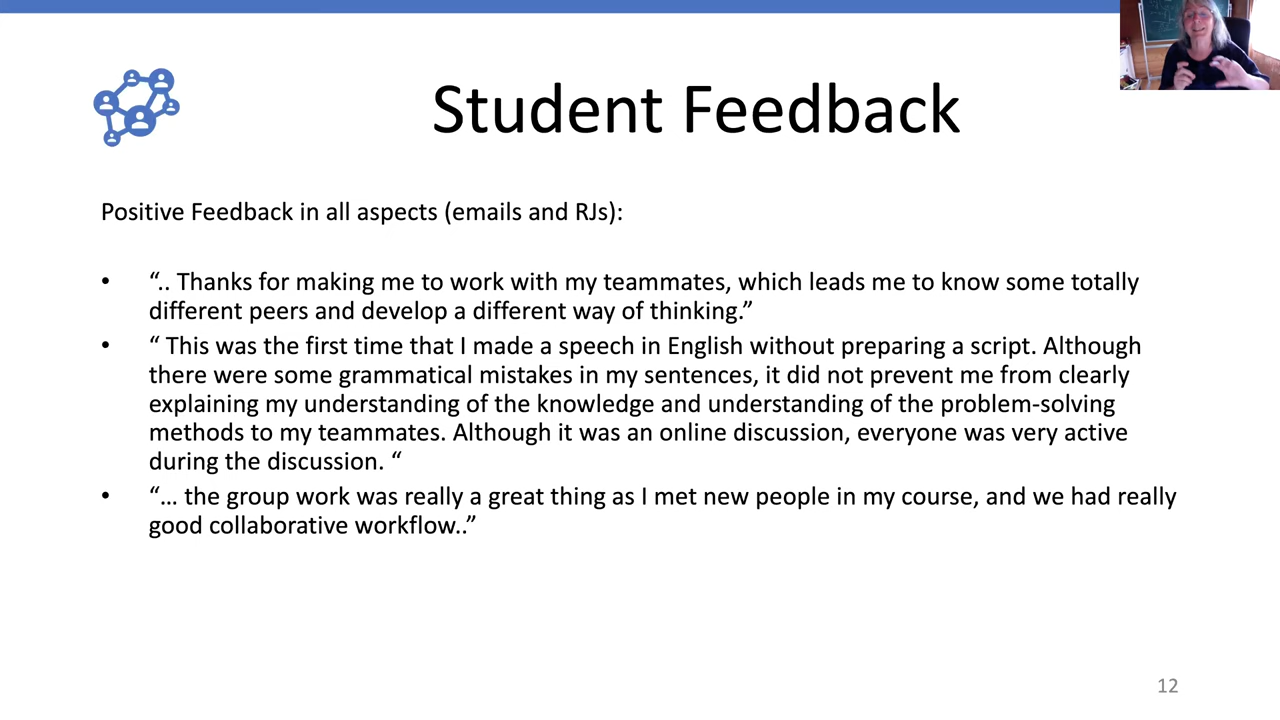 Student Feedback
Positive Feedback in all aspects (emails and RJs):
• “.. Thanks for making me to work with my teammates, which leads me to know some totally
different peers and develop a different way of thinking.”
• “ This was the first time that I made a speech in English without preparing a script. Although
there were some grammatical mistakes in my sentences, it did not prevent me from clearly
explaining my understanding of the knowledge and understanding of the problem-solving
methods to my teammates. Although it was an online discussion, everyone was very active
during the discussion. “
• “… the group work was really a great thing as I met new people in my course, and we had really
good collaborative workflow..”
12